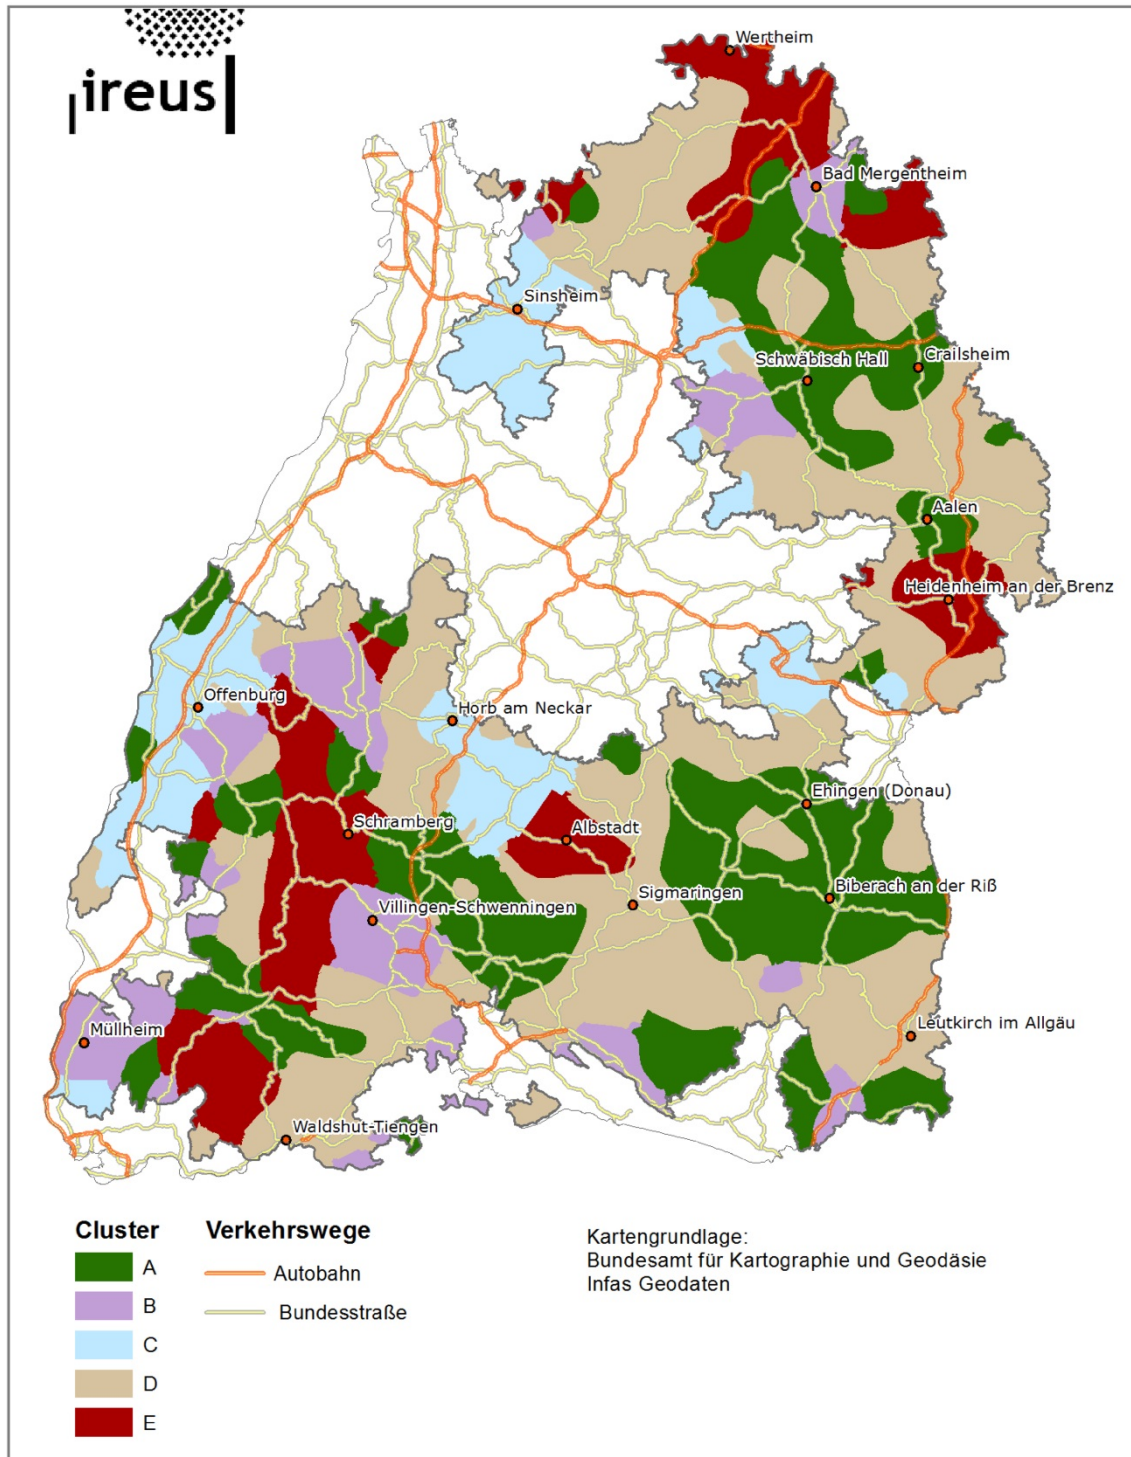 ireus
Wertheim
Bad Mergentheim
Sinsheim
Schwäbisch Hall
Crailsheim
Aalen
Heidenheim an der Brenz
Offenburg
Horb am Neckar
Ehingen (Donau)
Schramberg
Albstadt
Biberach an der Riß
Sigmaringen
Villingen-Schwenningen
Müllheim
Leutkirch im Allgäu
Waldshut-Tiengen
Cluster
A
B
C
D
E
Verkehrswege
Autobahn
Bundesstraße
Kartengrundlage:
Bundesamt für Kartographie und Geodäsie
Infas Geodaten